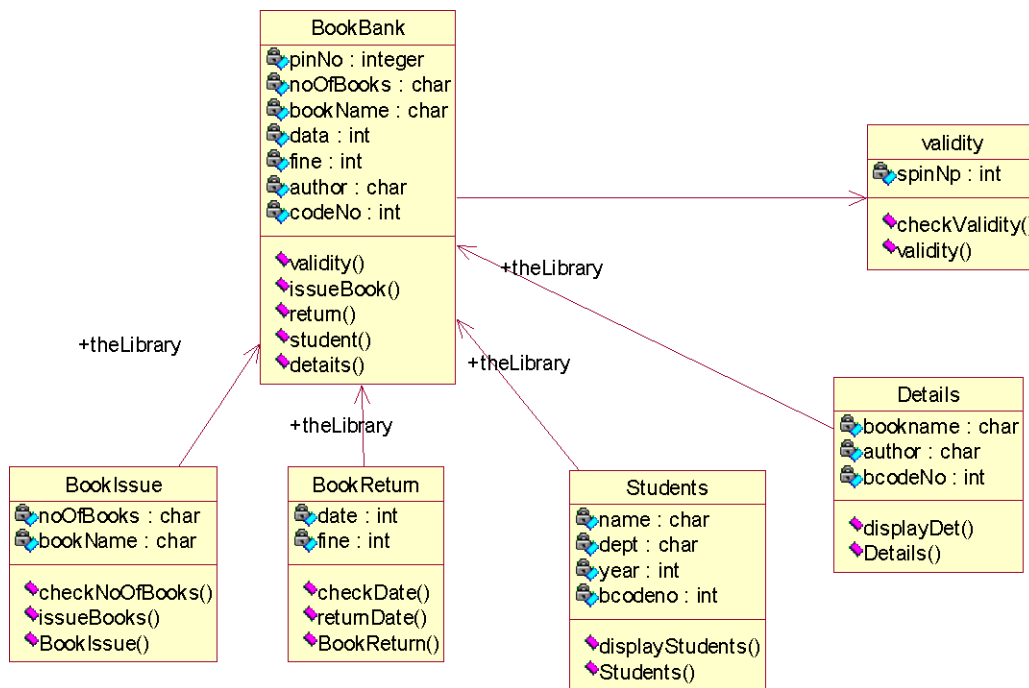 BookBank
pinNo : integer
noOfBooks : char
bookName : char
data : int
fine : int
author : char
codeNo : int
validity()
issueBook()
return()
student()
detaits()
validity
spinNp : int
checkValidity()
validity()
+theLibrary
+theLibrary
+theLibrary
+theLibrary
BookIssue
noOfBooks : char
bookName : char
checkNoOfBooks()
issueBooks()
BookIssue()
BookReturn
date : int
fine : int
checkDate()
returnDate()
BookReturn()
Students
name : char
dept : char
year : int
bcodeno : int
displayStudents()
Students()
Details
bookname : char
author : char
bcodeNo : int
displayDet()
Details()